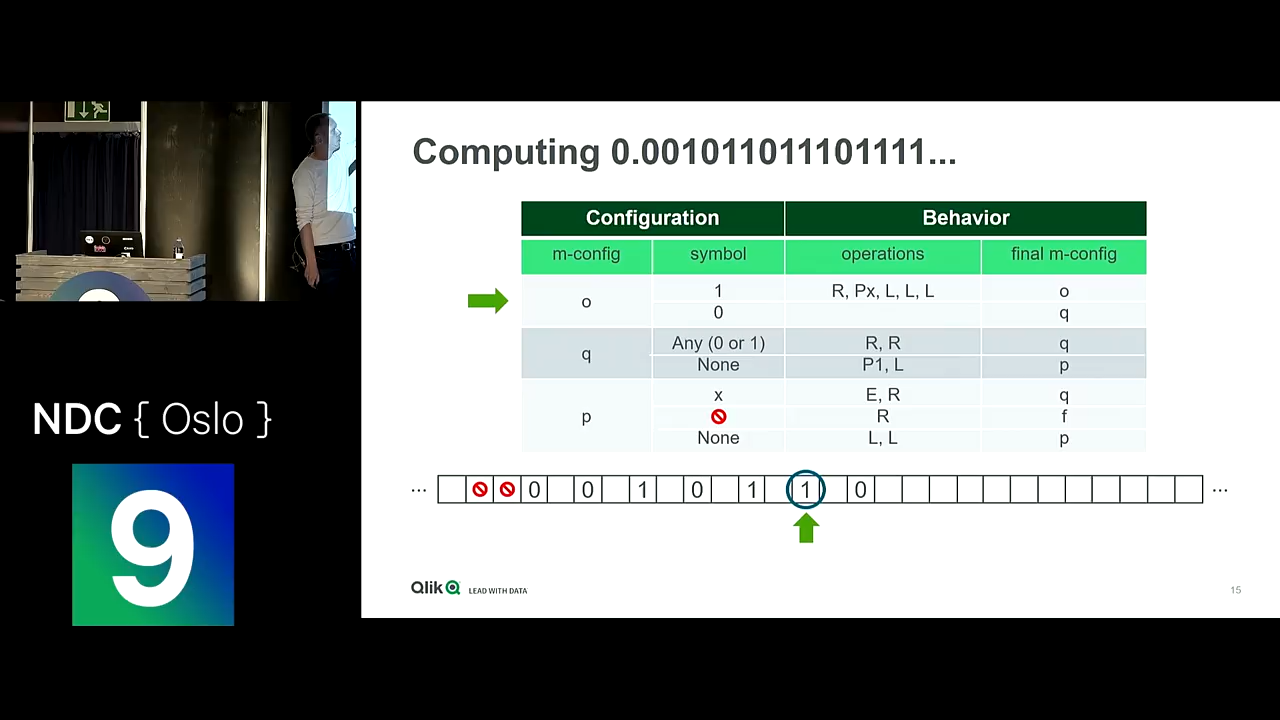 Computing 0.001011011101111...
Configuration Behavior
m-config symbol operations final m-config
o 1 R, Px, L, L, L o
0 q
q Any (0 or 1) R, R q
None P1, L p
p x E, R q
R f
None L, L p
... 0 0 1 0 1 1 0 ...
NDC { Oslo }
9
Qlik LEAD WITH DATA
15